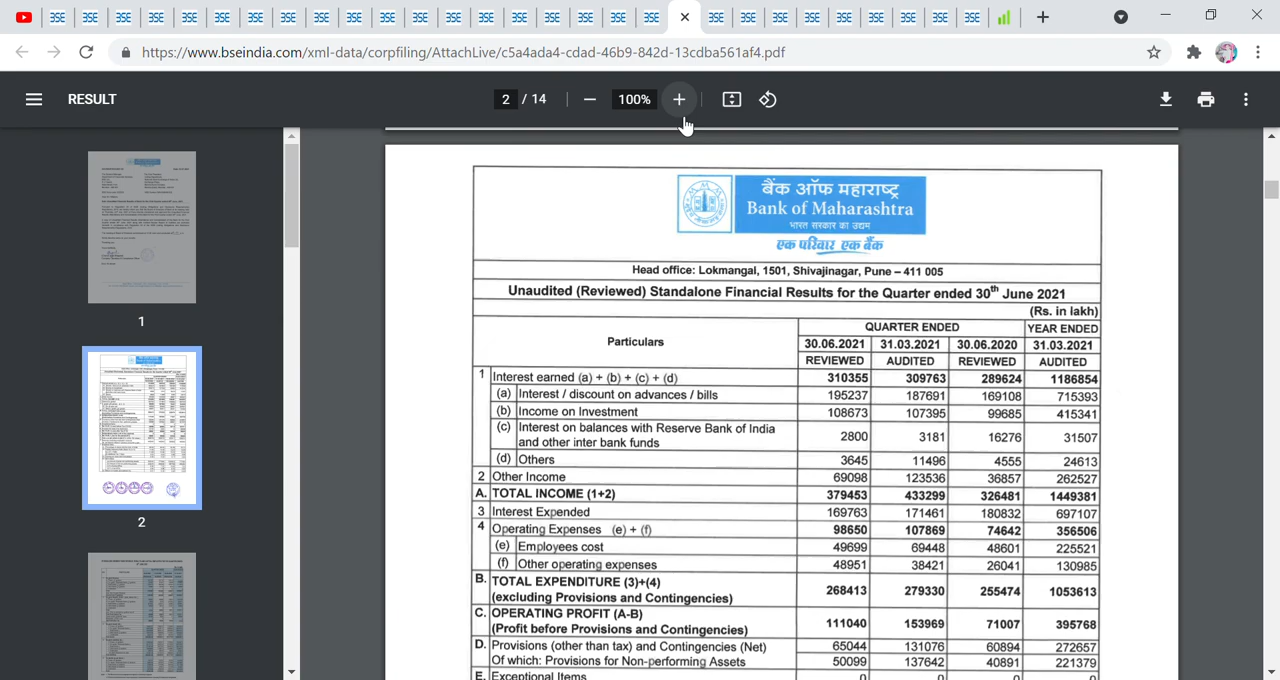 https://www.bseindia.com/xml-data/corpfiling/AttachLive/c5a4ada4-cdad-46b9-842d-13cdba561af4.pdf
RESULT
2 / 14
100%
1
2
बैंक ऑफ महाराष्ट्र
Bank of Maharashtra
भारत सरकार का उद्यम
एक परिवार एक बैंक
Head office: Lokmangal, 1501, Shivajinagar, Pune – 411 005
Unaudited (Reviewed) Standalone Financial Results for the Quarter ended 30th June 2021
(Rs. in lakh)
Particulars QUARTER ENDED YEAR ENDED
30.06.2021 31.03.2021 30.06.2020 31.03.2021
REVIEWED AUDITED REVIEWED AUDITED
1 Interest earned (a) + (b) + (c) + (d) 310355 309763 289624 1186854
(a) Interest / discount on advances / bills 195237 187691 169108 715393
(b) Income on Investment 108673 107395 99685 415341
(c) Interest on balances with Reserve Bank of India
and other inter bank funds 2800 3181 16276 31507
(d) Others 3645 11496 4555 24613
2 Other Income 69098 123536 36857 262527
A. TOTAL INCOME (1+2) 379453 433299 326481 1449381
3 Interest Expended 169763 171461 180832 697107
4 Operating Expenses (e) + (f) 98650 107869 74642 356506
(e) Employees cost 49699 69448 48601 225521
(f) Other operating expenses 48951 38421 26041 130985
B. TOTAL EXPENDITURE (3)+(4)
(excluding Provisions and Contingencies) 268413 279330 255474 1053613
C. OPERATING PROFIT (A-B)
(Profit before Provisions and Contingencies) 111040 153969 71007 395768
D. Provisions (other than tax) and Contingencies (Net) 65044 131076 60894 272657
Of which: Provisions for Non-performing Assets 50099 137642 40891 221379
E. Exceptional Items 0 0 0 0